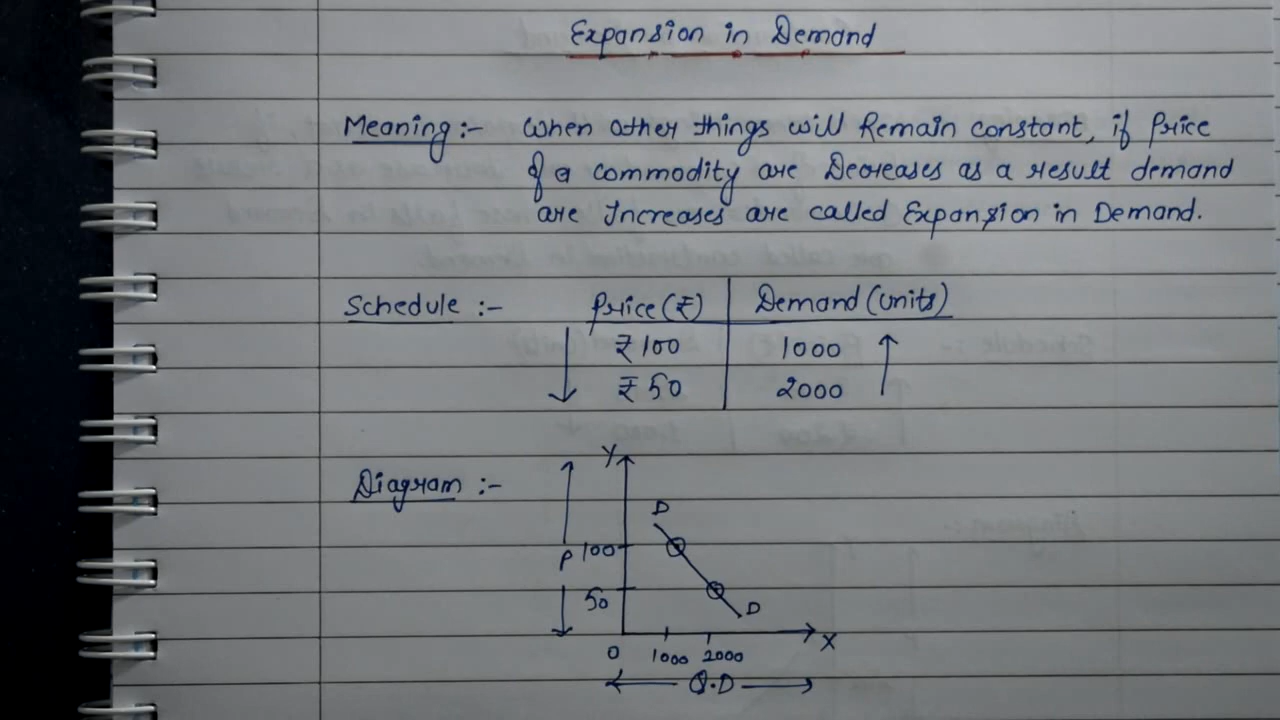 Expansion in Demand
Meaning :- When other things will Remain constant, if Price
of a commodity are Decreases as a result demand
are Increases are called Expansion in Demand.
Schedule :- Price (₹) Demand (units)
₹ 100 1000
₹ 50 2000
Diagram :-
Y
D
P 100
50
D
X
0 1000 2000
Q.D